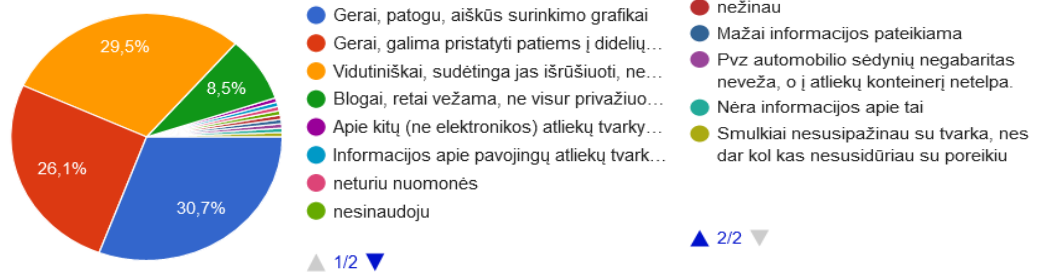 29,5%
8,5%
26,1%
30,7%
Gerai, patogu, aiškūs surinkimo grafikai
Gerai, galima pristatyti patiems į didelių…
Vidutiniškai, sudėtinga jas išrūšiuoti, ne…
Blogai, retai vežama, ne visur privažiuo…
Apie kitų (ne elektronikos) atliekų tvarky…
Informacijos apie pavojingų atliekų tvark…
neturiu nuomonės
nesinaudoju
1/2
nežinau
Mažai informacijos pateikiama
Pvz automobilio sėdynių negabaritas
neveža, o į atliekų konteinerį netelpa.
Nėra informacijos apie tai
Smulkiai nesusipažinau su tvarka, nes
dar kol kas nesusidūriau su poreikiu
2/2